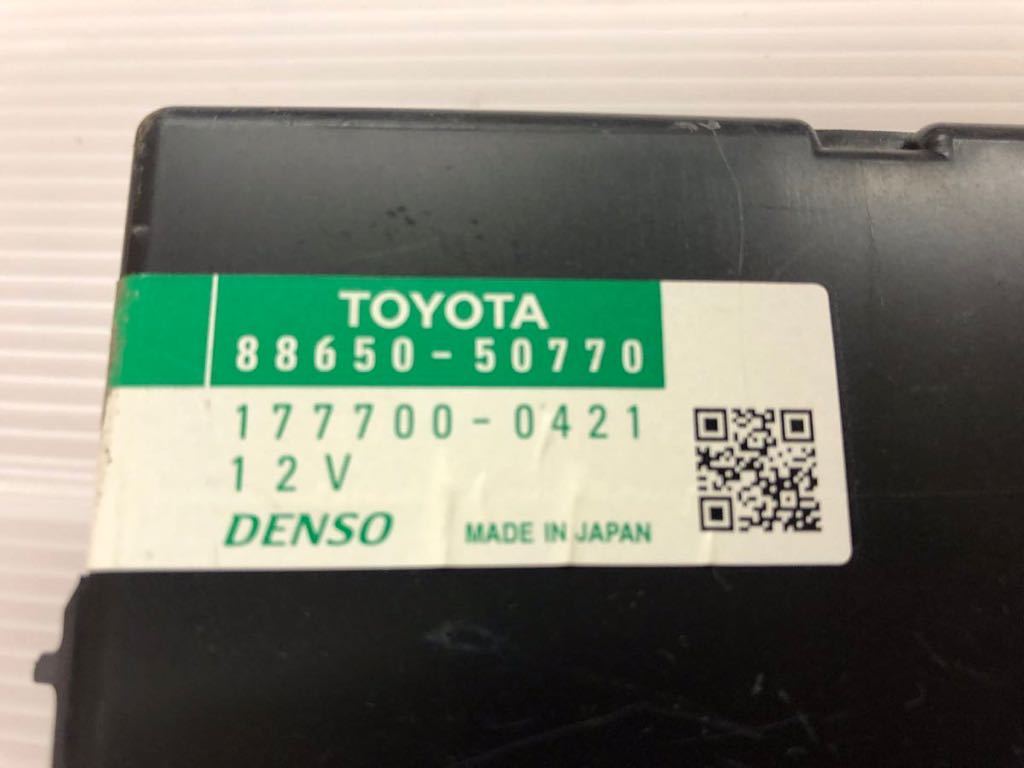 TOYOTA
88650-50770
177700-0421
12V
DENSO MADE IN JAPAN